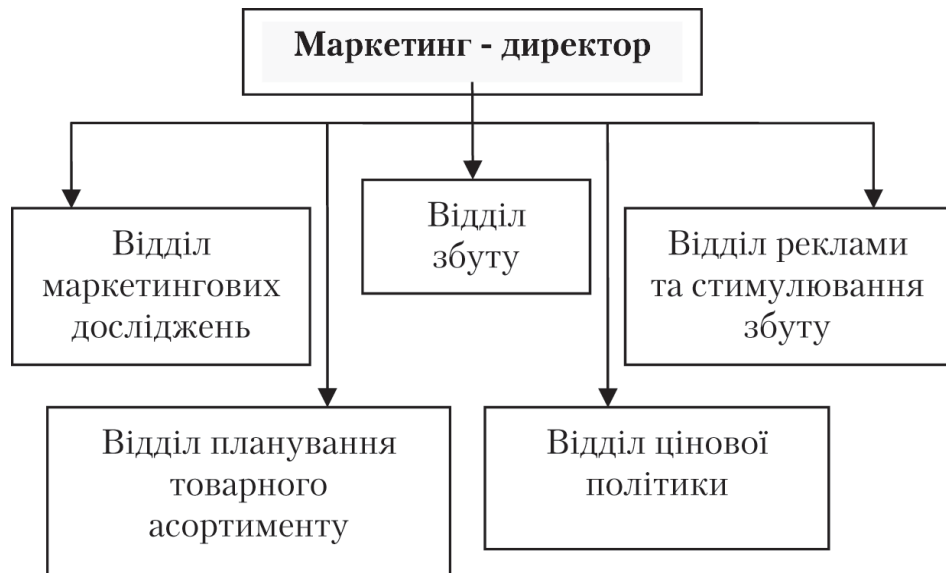 Маркетинг - директор
Відділ
маркетингових
досліджень
Відділ
збуту
Відділ реклами
та стимулювання
збуту
Відділ планування
товарного
асортименту
Відділ цінової
політики